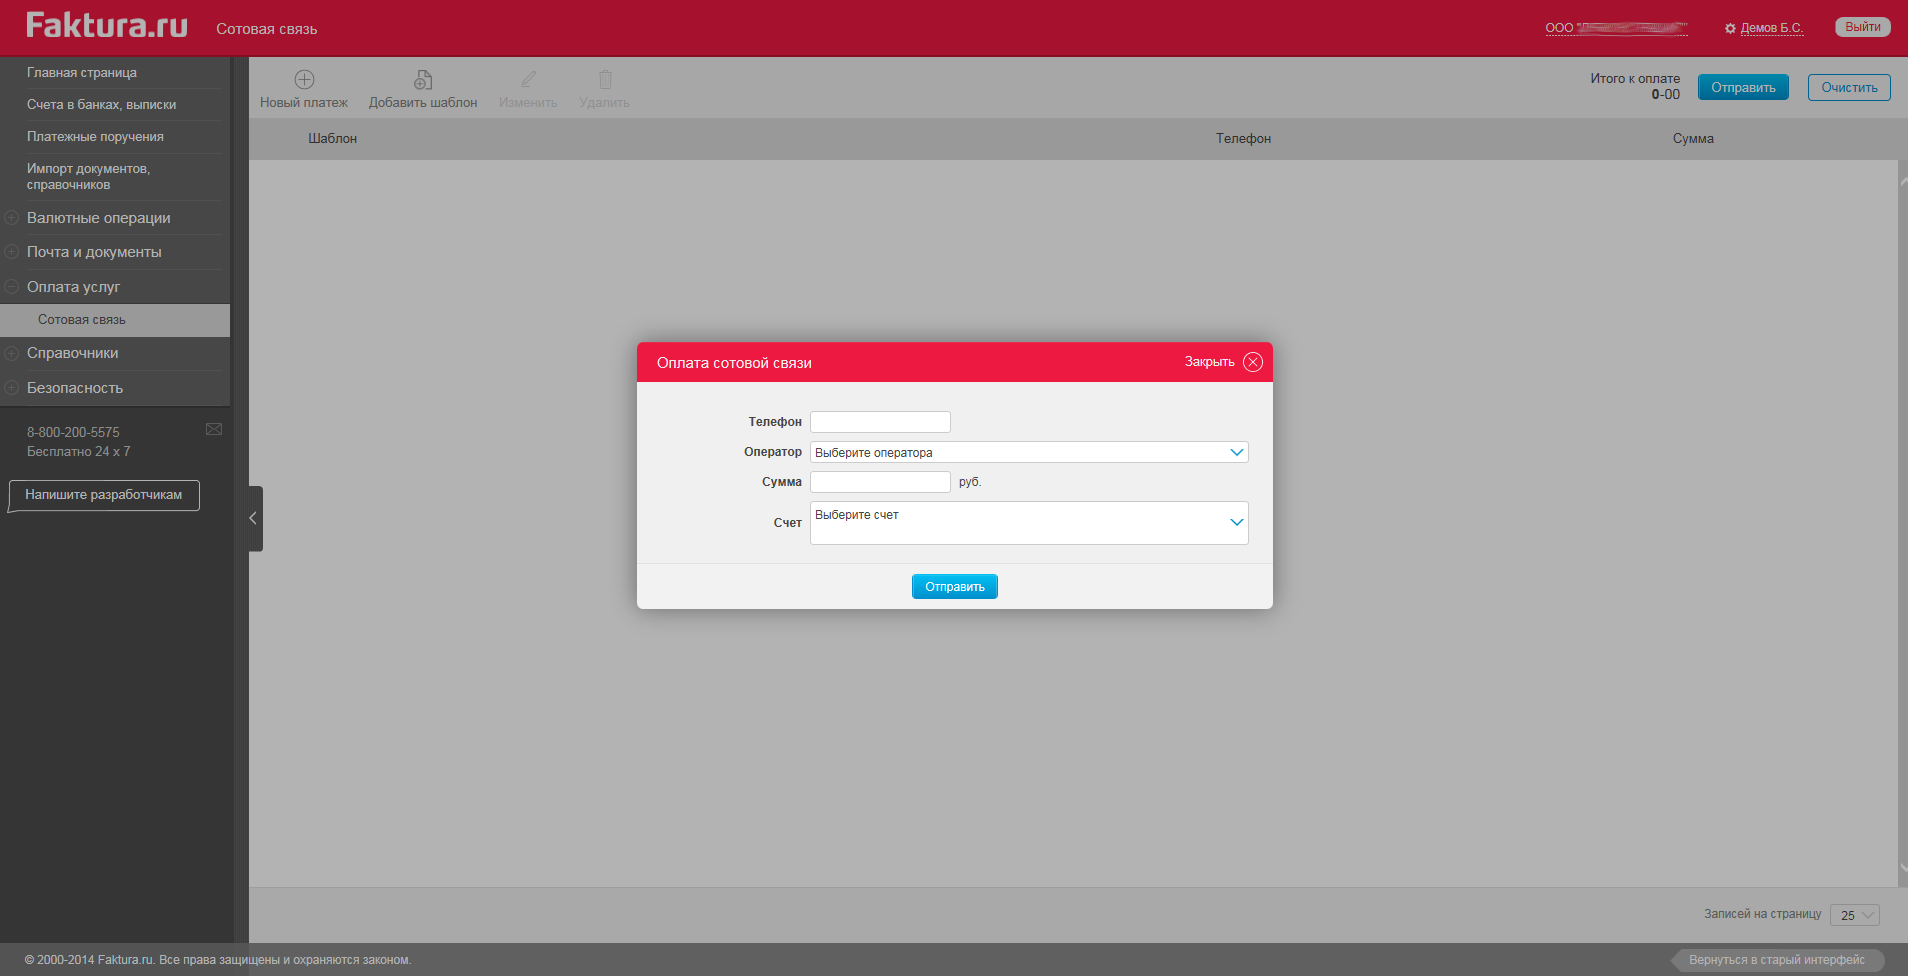 Faktura.ru
Сотовая связь
ООО
Демов Б.С.
Выйти
Главная страница
Счета в банках, выписки
Платежные поручения
Импорт документов,
справочников
Валютные операции
Почта и документы
Оплата услуг
Сотовая связь
Справочники
Безопасность
8-800-200-5575
Бесплатно 24 x 7
Напишите разработчикам
Новый платеж
Добавить шаблон
Изменить
Удалить
Итого к оплате
0-00
Отправить
Очистить
Шаблон
Телефон
Сумма
Оплата сотовой связи
Закрыть
Телефон
Оператор
Выберите оператора
Сумма
руб.
Счет
Выберите счет
Отправить
Записей на страницу
25
© 2000-2014 Faktura.ru. Все права защищены и охраняются законом.
Вернуться в старый интерфейс